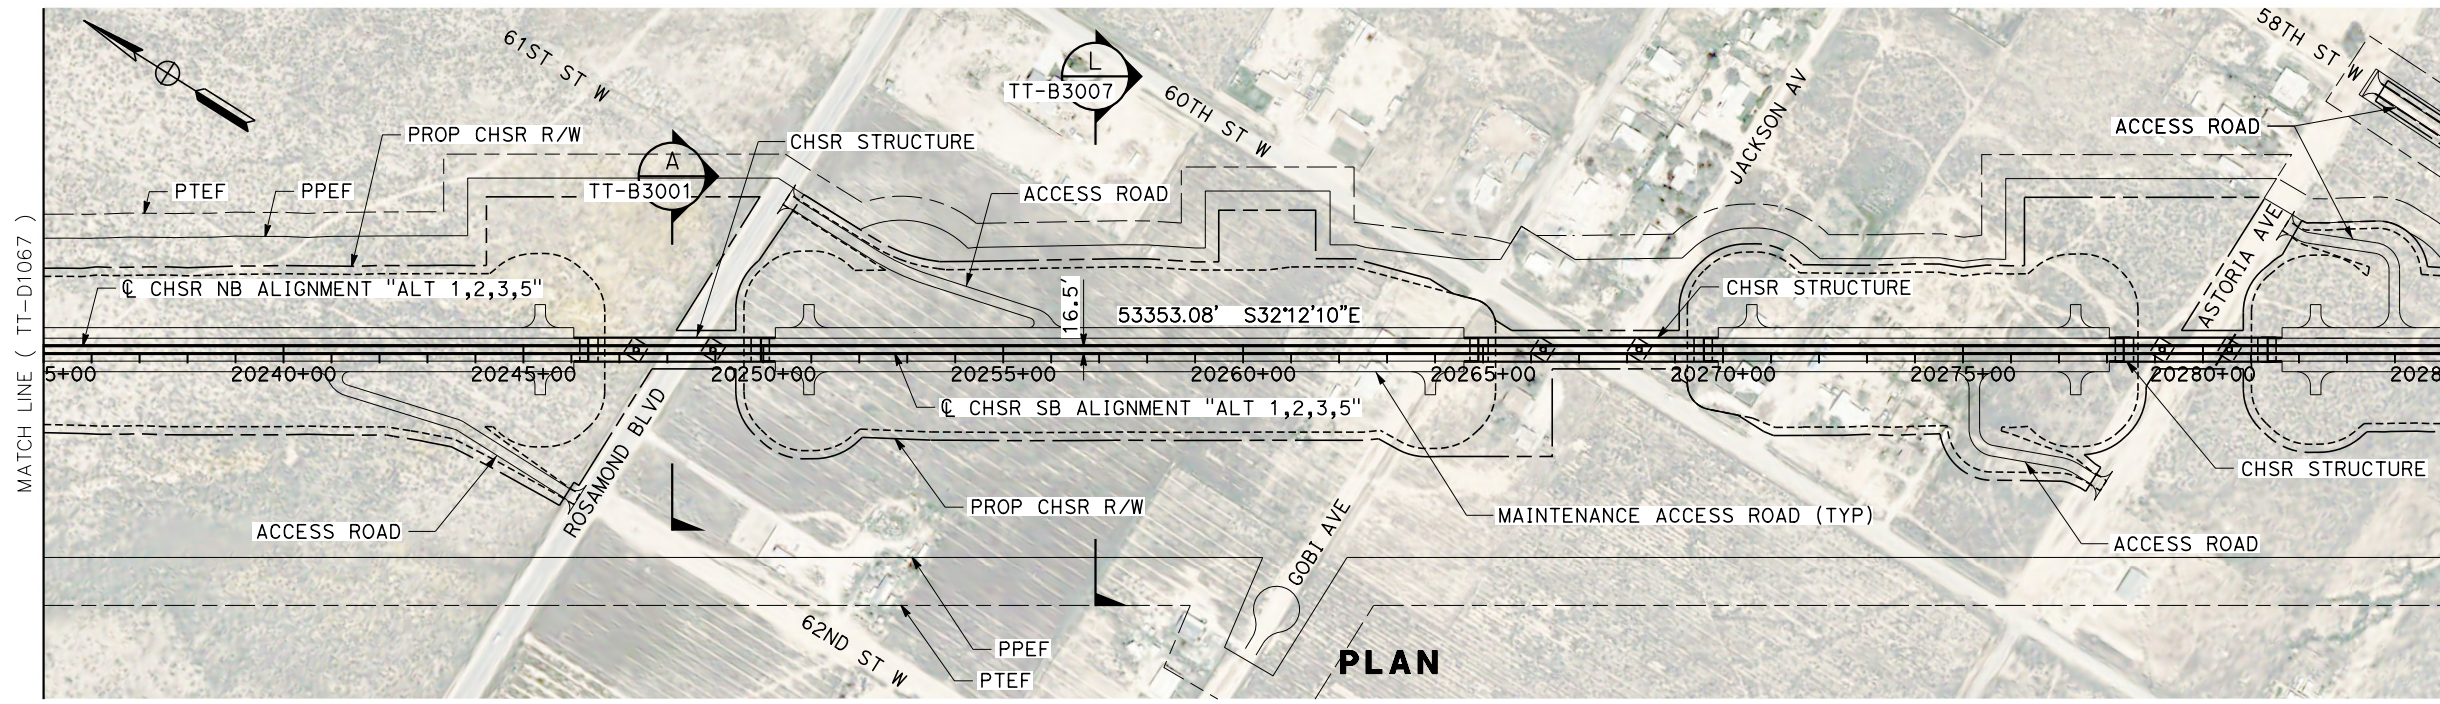 61ST ST W
L
TT-B3007
60TH ST W
58TH ST W
JACKSON AV
ACCESS ROAD
PROP CHSR R/W
CHSR STRUCTURE
A
TT-B3001
PTEF
PPEF
ACCESS ROAD
ASTORIA AVE
MATCH LINE ( TT-D1067 )
℄ CHSR NB ALIGNMENT "ALT 1,2,3,5"
16.5'
53353.08' S32°12'10"E
CHSR STRUCTURE
5+00
20240+00
20245+00
20250+00
20255+00
20260+00
20265+00
20270+00
20275+00
20280+00
2028
℄ CHSR SB ALIGNMENT "ALT 1,2,3,5"
ROSAMOND BLVD
CHSR STRUCTURE
PROP CHSR R/W
MAINTENANCE ACCESS ROAD (TYP)
ACCESS ROAD
GOBI AVE
ACCESS ROAD
62ND ST W
PPEF
PTEF
PLAN